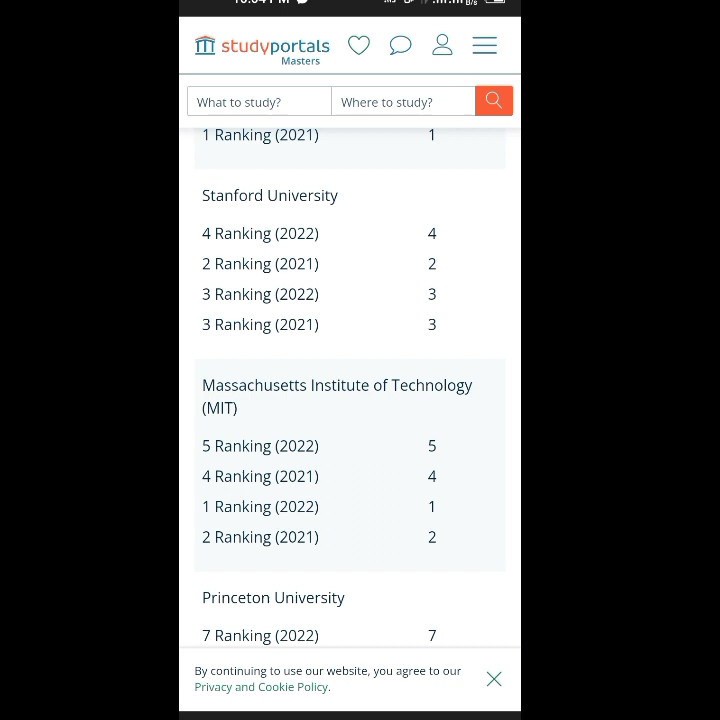 studyportals
Masters
What to study? Where to study?
1 Ranking (2021) 1
Stanford University
4 Ranking (2022) 4
2 Ranking (2021) 2
3 Ranking (2022) 3
3 Ranking (2021) 3
Massachusetts Institute of Technology
(MIT)
5 Ranking (2022) 5
4 Ranking (2021) 4
1 Ranking (2022) 1
2 Ranking (2021) 2
Princeton University
7 Ranking (2022) 7
By continuing to use our website, you agree to our
Privacy and Cookie Policy.